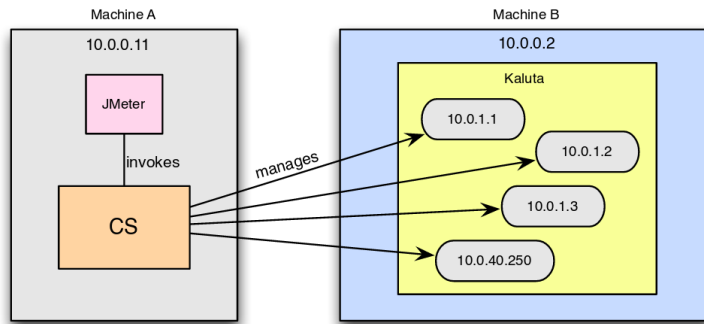 Machine A
10.0.0.11
JMeter
invokes
CS
manages
Machine B
10.0.0.2
Kaluta
10.0.1.1
10.0.1.2
10.0.1.3
10.0.40.250